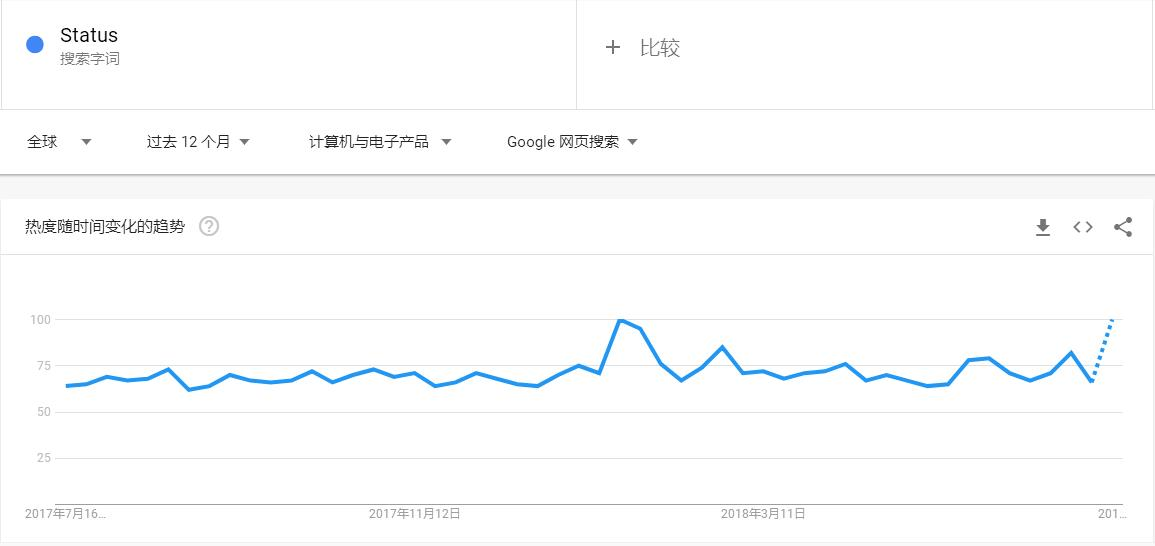 Status
搜索字词
+ 比较
全球
过去 12 个月
计算机与电子产品
Google 网页搜索
热度随时间变化的趋势
100
75
50
25
2017年7月16…
2017年11月12日
2018年3月11日
201…